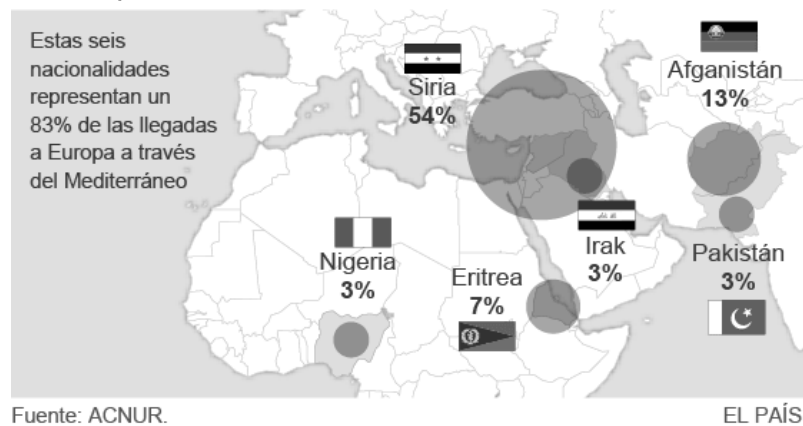 Estas seis
nacionalidades
representan un
83% de las llegadas
a Europa a través
del Mediterráneo
Siria
54%
Afganistán
13%
Irak
3%
Pakistán
3%
Nigeria
3%
Eritrea
7%
Fuente: ACNUR.
EL PAÍS